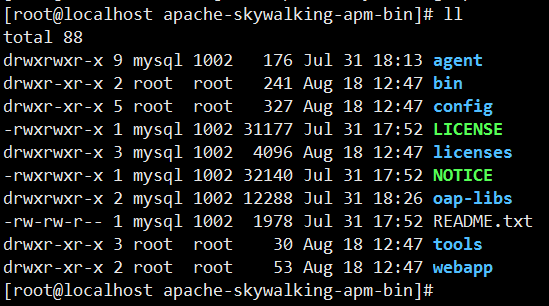 [root@localhost apache-skywalking-apm-bin]# ll
total 88
drwxrwxr-x 9 mysql 1002   176 Jul 31 18:13 agent
drwxr-xr-x 2 root  root   241 Aug 18 12:47 bin
drwxr-xr-x 5 root  root   327 Aug 18 12:47 config
-rwxrwxr-x 1 mysql 1002 31177 Jul 31 17:52 LICENSE
drwxrwxr-x 3 mysql 1002  4096 Aug 18 12:47 licenses
-rwxrwxr-x 1 mysql 1002 32140 Jul 31 17:52 NOTICE
drwxrwxr-x 2 mysql 1002 12288 Jul 31 18:26 oap-libs
-rw-rw-r-- 1 mysql 1002  1978 Jul 31 17:52 README.txt
drwxr-xr-x 3 root  root    30 Aug 18 12:47 tools
drwxr-xr-x 2 root  root    53 Aug 18 12:47 webapp
[root@localhost apache-skywalking-apm-bin]#